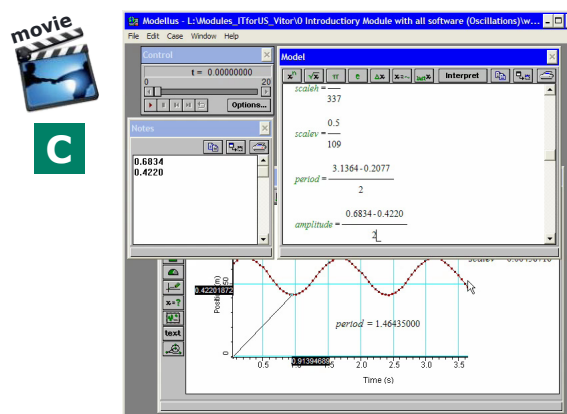 movie
C
Modellus - L:\Modules_ITforUS_Vitor\0 Introductiory Module with all software (Oscillations)\w...
File Edit Case Window Help
Control
t = 0.00000000
0 20
Options...
Notes
0.6834
0.4220
Model
Interpret
scaleh =
337
scalev = 0.5
109
period = 3.1364 - 0.2077
2
amplitude = 0.6834 - 0.4220
2
text
0.42201872
Position (m)
0
period = 1.46435000
0.5 0.91394689 1.5 2.0 2.5 3.0 3.5
Time (s)